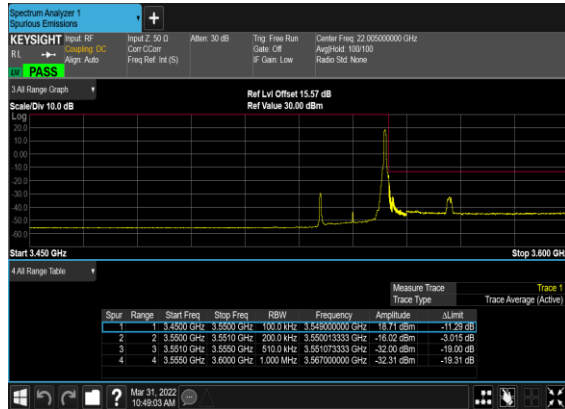 Spectrum Analyzer 1
Spurious Emissions
+
KEYSIGHT Input: RF Input Z: 50 Ω Atten: 30 dB Trig: Free Run Center Freq: 22.005000000 GHz
RL Coupling: DC Corr CCorr Gate: Off Avg|Hold: 100/100
Align: Auto Freq Ref: Int (S) IF Gain: Low Radio Std: None
PASS
3 All Range Graph Ref Lvl Offset 15.57 dB
Scale/Div 10.0 dB Ref Value 30.00 dBm
Log
20.0
10.0
0.00
-10.0
-20.0
-30.0
-40.0
-50.0
-60.0
Start 3.450 GHz Stop 3.600 GHz
4 All Range Table
Measure Trace Trace 1
Trace Type Trace Average (Active)
Spur Range Start Freq Stop Freq RBW Frequency Amplitude ΔLimit
1 1 3.4500 GHz 3.5500 GHz 100.0 kHz 3.549000000 GHz 18.71 dBm -11.29 dB
2 2 3.5500 GHz 3.5510 GHz 200.0 kHz 3.550013333 GHz -16.02 dBm -3.015 dB
3 3 3.5510 GHz 3.5550 GHz 510.0 kHz 3.551073333 GHz -32.00 dBm -19.00 dB
4 4 3.5550 GHz 3.6000 GHz 1.000 MHz 3.567000000 GHz -32.31 dBm -19.31 dB
? Mar 31, 2022
10:49:03 AM